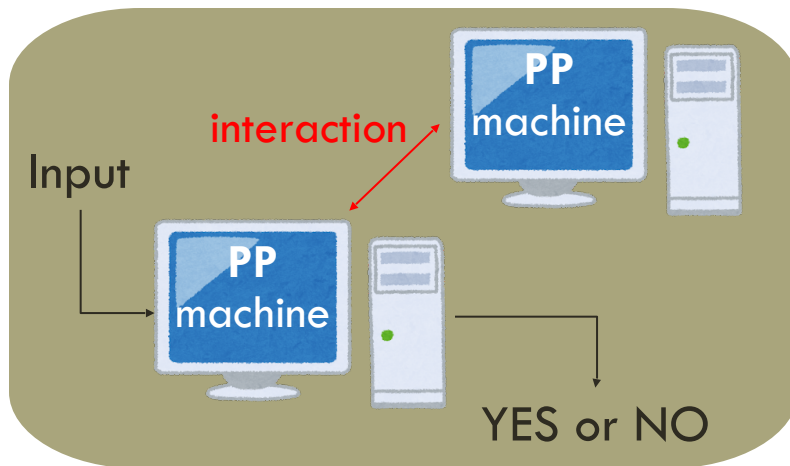 PP
machine
interaction
Input
PP
machine
YES or NO